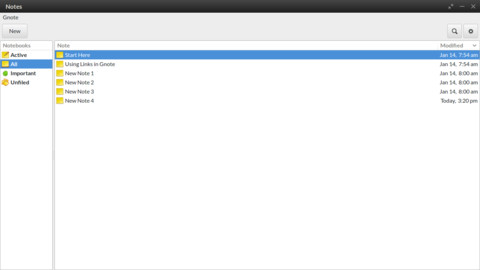 Notes
Gnote
New
Notebooks
Active
All
Important
Unfiled
Note Modified
Start Here Jan 14, 7:54 am
Using Links in Gnote Jan 14, 7:54 am
New Note 1 Jan 14, 8:00 am
New Note 2 Jan 14, 8:00 am
New Note 3 Jan 14, 8:00 am
New Note 4 Today, 3:20 pm